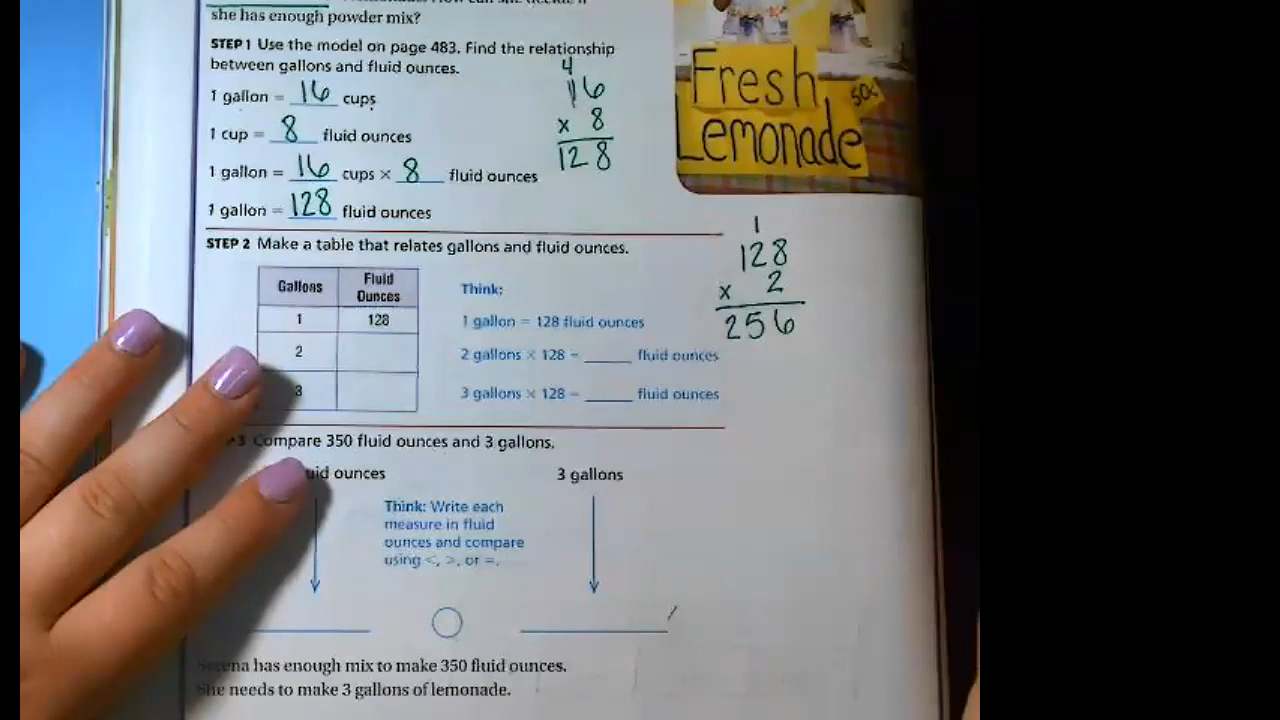 she has enough powder mix?
STEP 1 Use the model on page 483. Find the relationship
between gallons and fluid ounces.
1 gallon = 16 cups
1 cup = 8 fluid ounces
1 gallon = 16 cups × 8 fluid ounces
1 gallon = 128 fluid ounces
4
16
x 8
128
Fresh
50¢
Lemonade
STEP 2 Make a table that relates gallons and fluid ounces.
Gallons Fluid Ounces
1 128
2
3
Think:
1 gallon = 128 fluid ounces
2 gallons × 128 = ____ fluid ounces
3 gallons × 128 = ____ fluid ounces
1
128
x 2
256
3 Compare 350 fluid ounces and 3 gallons.
ounces
3 gallons
Think: Write each
measure in fluid
ounces and compare
using <, >, or =.
has enough mix to make 350 fluid ounces.
She needs to make 3 gallons of lemonade.